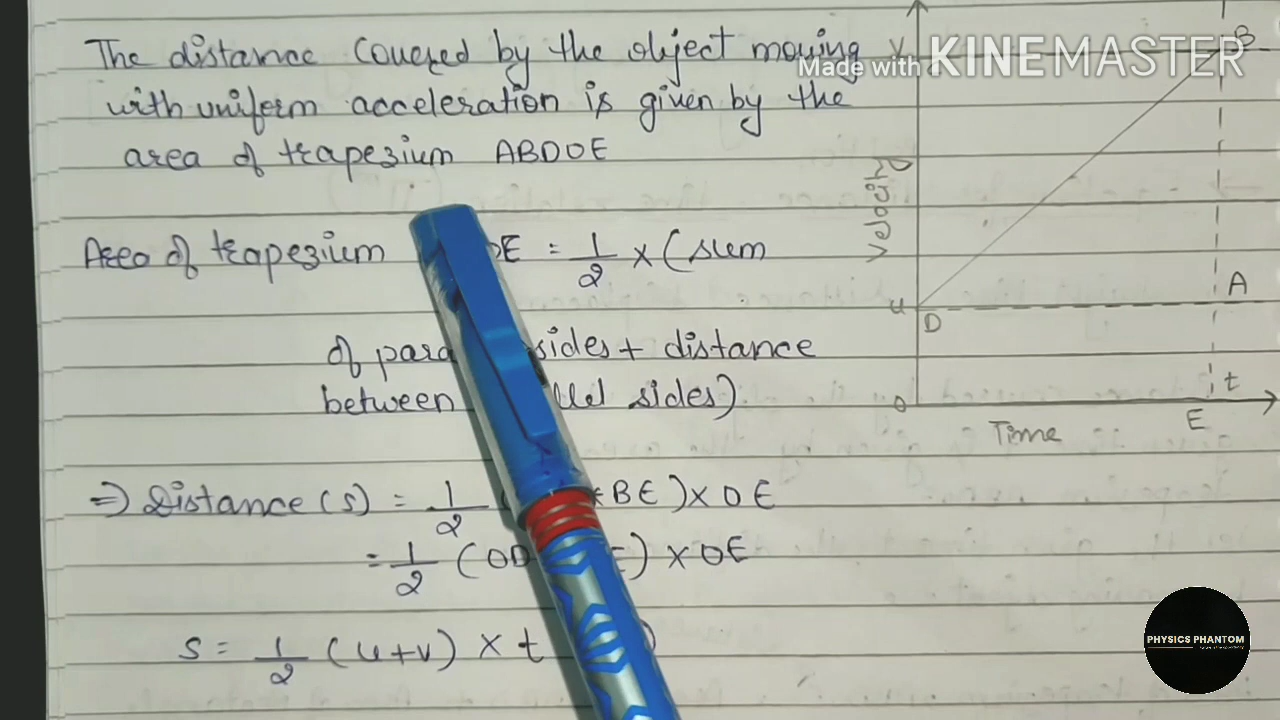 The distance covered by the object moving
with uniform acceleration is given by the
area of trapezium ABDOE
Area of trapezium OE = 1/2 × (sum
of para sides + distance
between llel sides)
=> Distance (s) = 1/2 ( + BE) × OE
= 1/2 (OD E) × OE
s = 1/2 (u+v) × t )
Made with KINEMASTER
V
B
Velocity
A
u
D
t
O
E
Time
PHYSICS PHANTOM